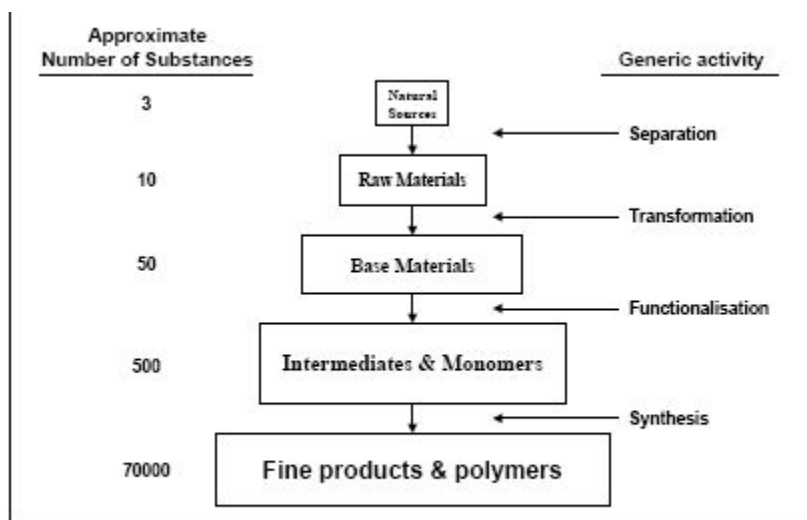 Approximate
Number of Substances
Generic activity
3
Natural
Sources
Separation
10
Raw Materials
Transformation
50
Base Materials
Functionalisation
500
Intermediates & Monomers
Synthesis
70000
Fine products & polymers